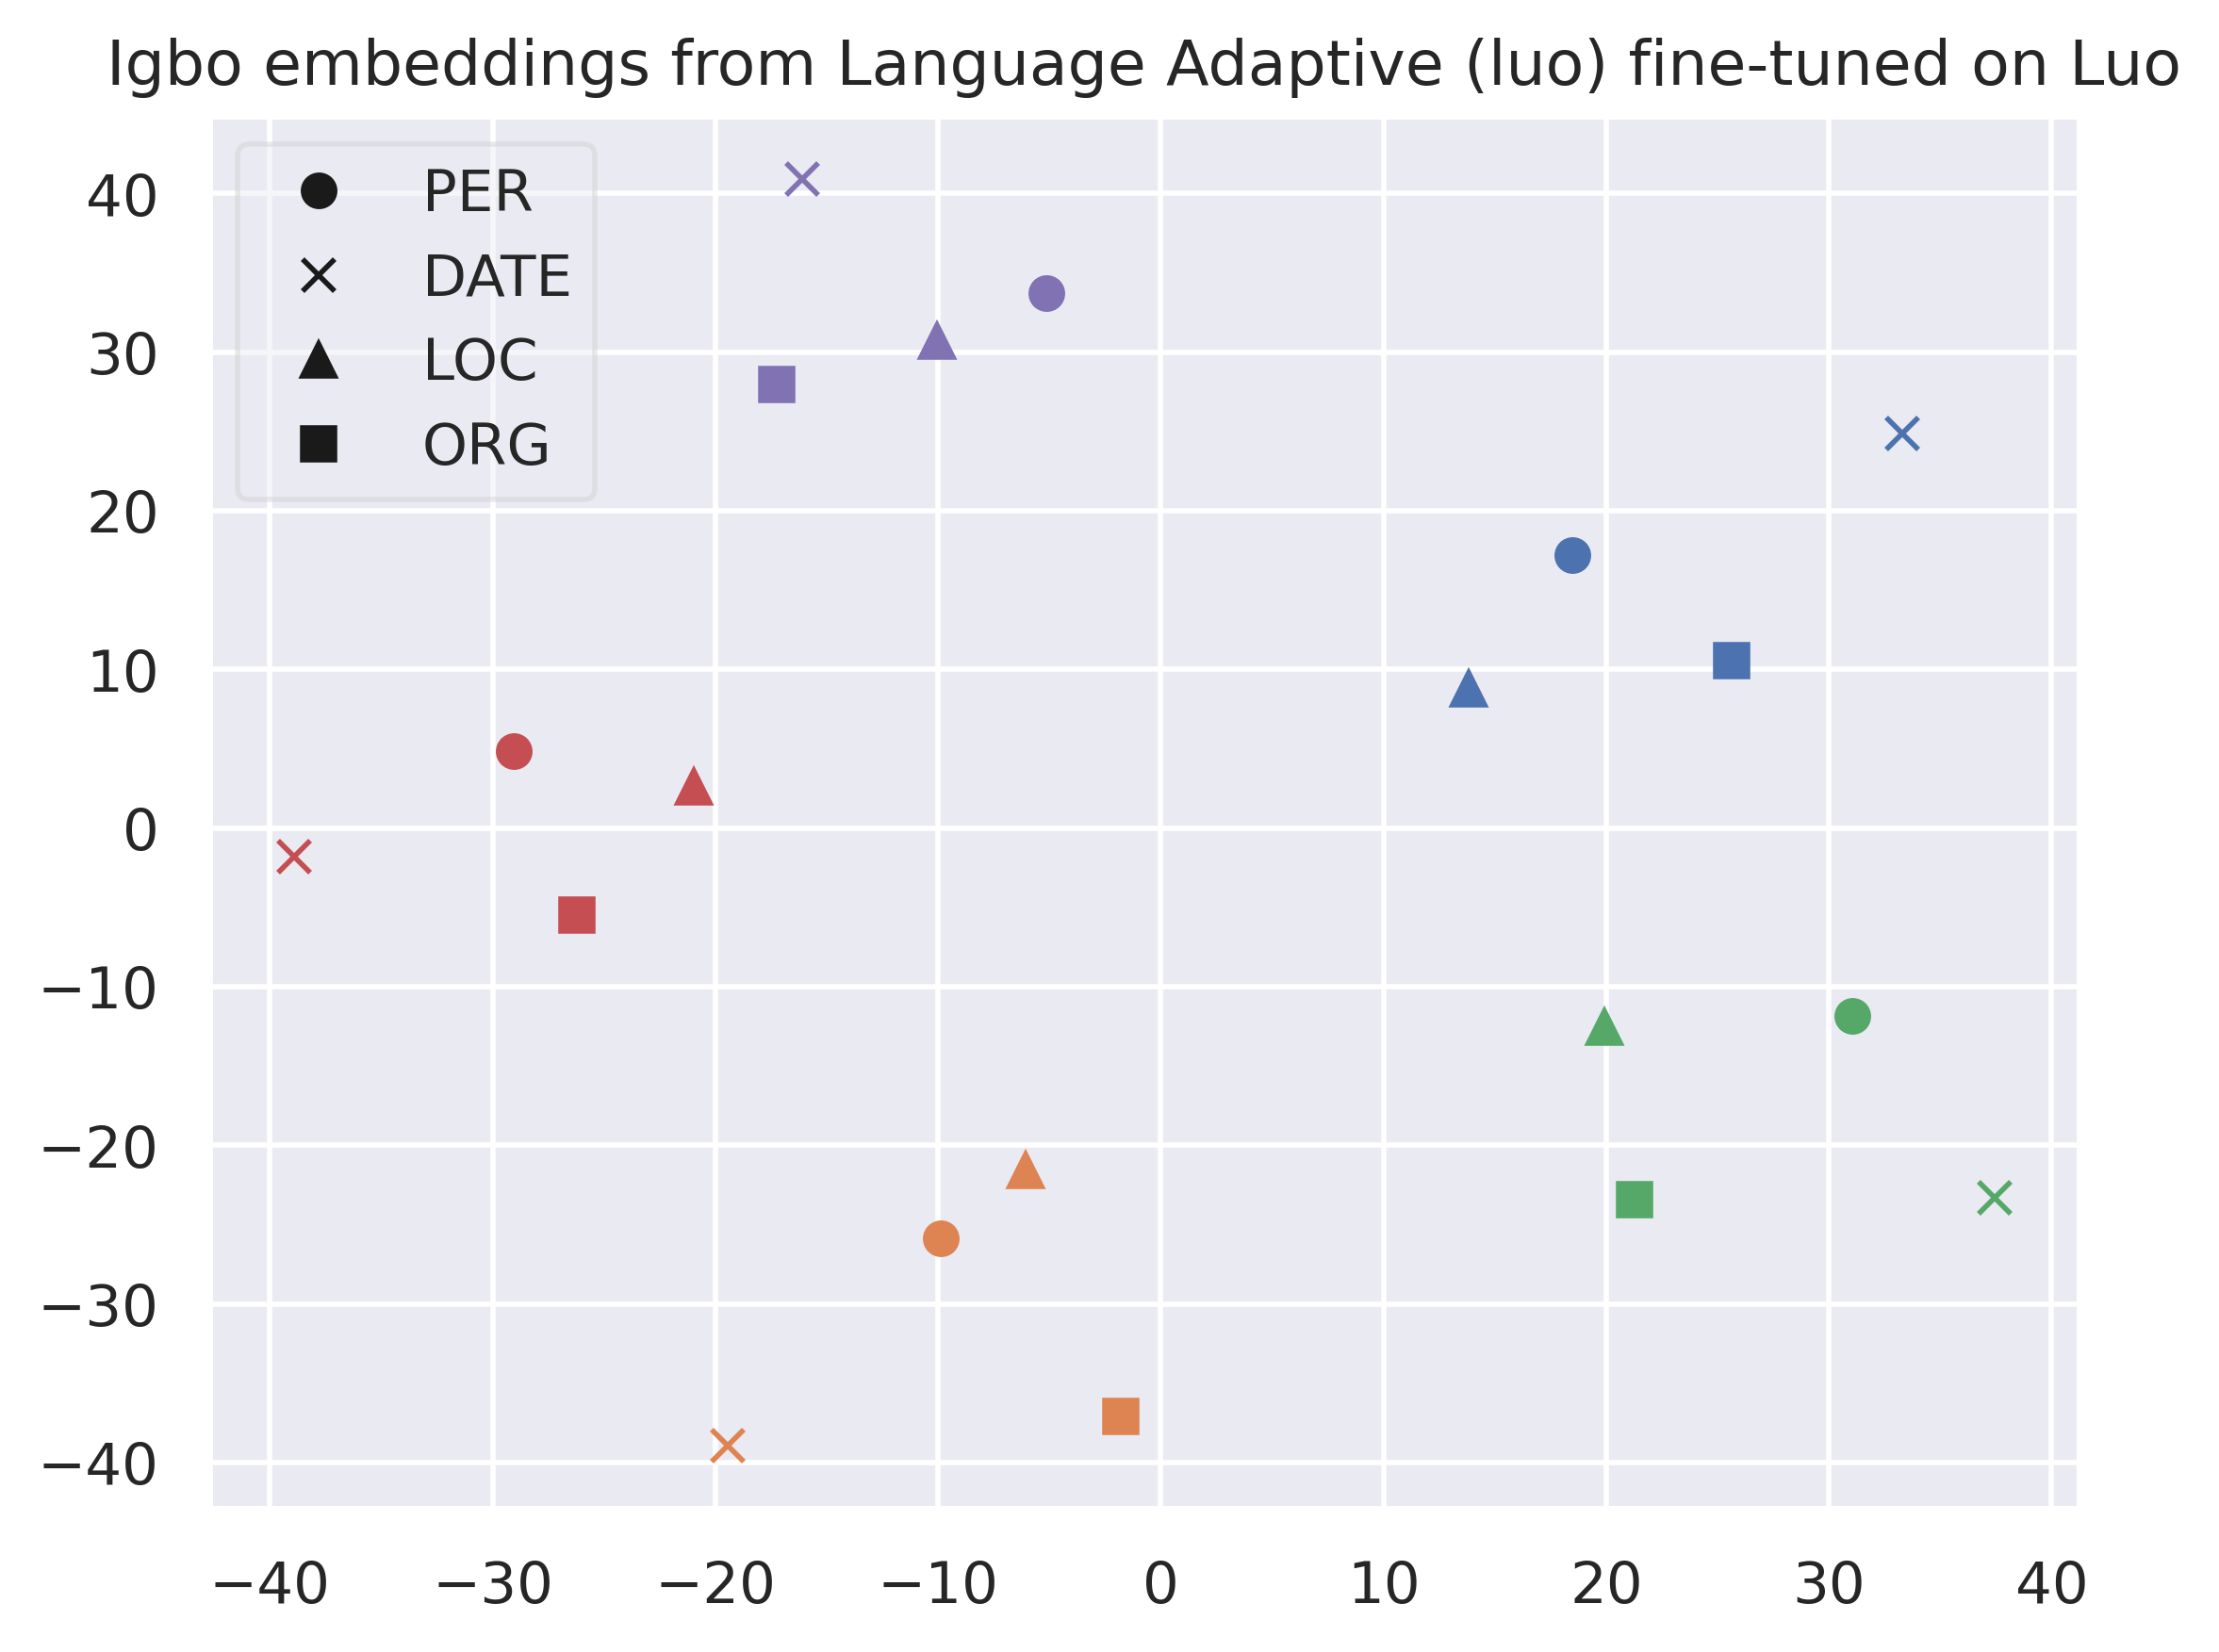 Igbo embeddings from Language Adaptive (luo) fine-tuned on Luo
PER
DATE
LOC
ORG
40
30
20
10
0
−10
−20
−30
−40
−40 −30 −20 −10 0 10 20 30 40